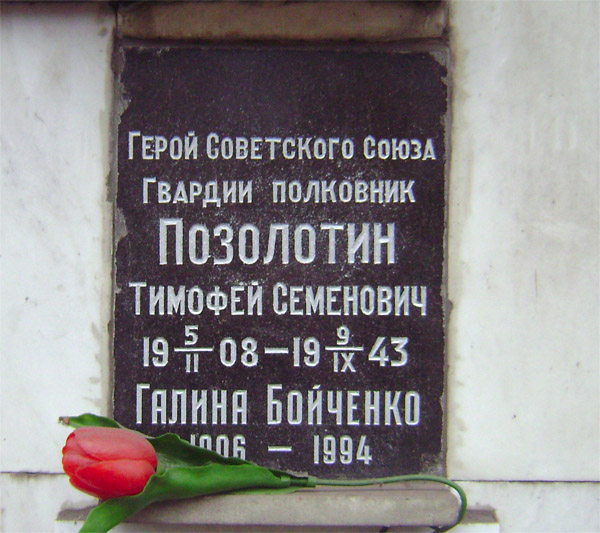 ГЕРОЙ СОВЕТСКОГО СОЮЗА
ГВАРДИИ ПОЛКОВНИК
ПОЗОЛОТИН
ТИМОФЕЙ СЕМЕНОВИЧ
19 5/II 08 — 19 9/IX 43
ГАЛИНА БОЙЧЕНКО
1906 — 1994